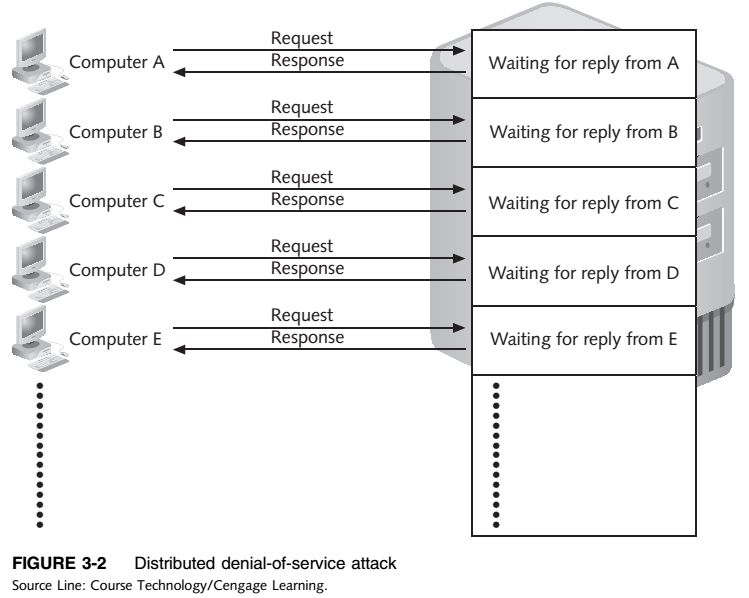 Request
Computer A
Response
Waiting for reply from A
Request
Computer B
Response
Waiting for reply from B
Request
Computer C
Response
Waiting for reply from C
Request
Computer D
Response
Waiting for reply from D
Request
Computer E
Response
Waiting for reply from E
FIGURE 3-2 Distributed denial-of-service attack
Source Line: Course Technology/Cengage Learning.